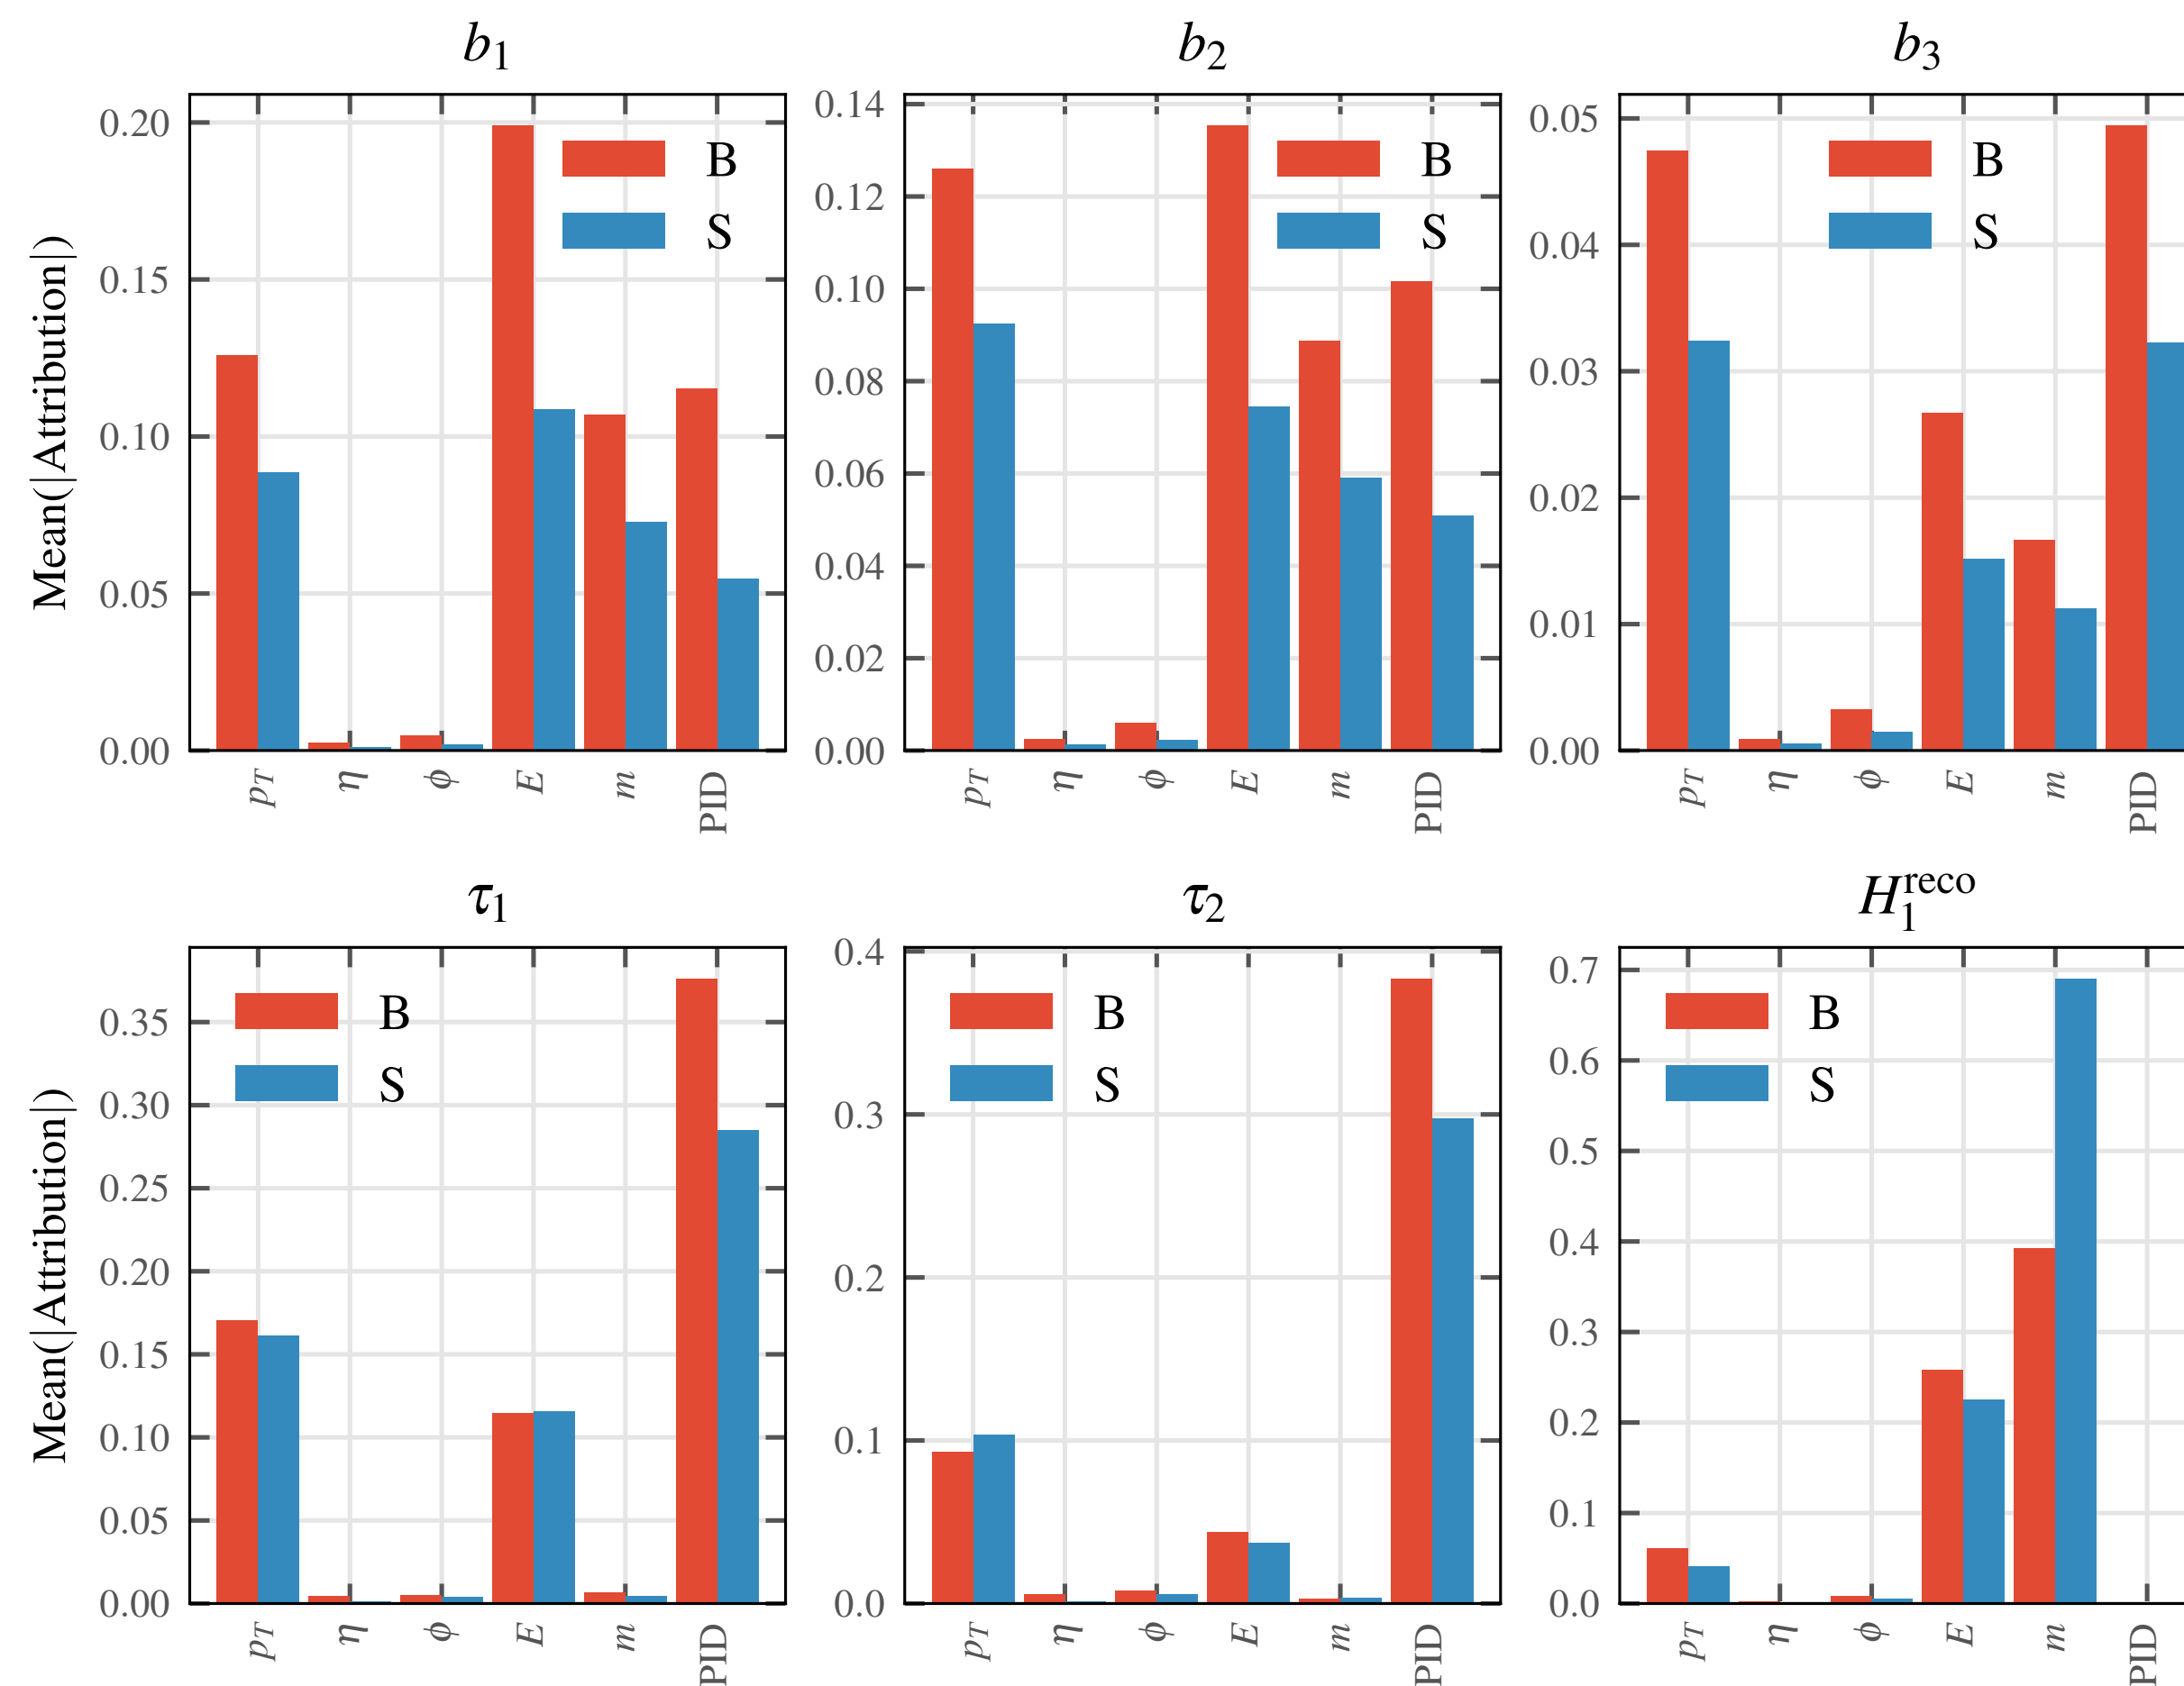 b1
b2
b3
Mean(|Attribution|)
0.20
0.15
0.10
0.05
0.00
B
S
pT
η
ϕ
E
m
PID
0.14
0.12
0.10
0.08
0.06
0.04
0.02
0.00
B
S
pT
η
ϕ
E
m
PID
0.05
0.04
0.03
0.02
0.01
0.00
B
S
pT
η
ϕ
E
m
PID
τ1
τ2
H1reco
Mean(|Attribution|)
0.35
0.30
0.25
0.20
0.15
0.10
0.05
0.00
B
S
pT
η
ϕ
E
m
PID
0.4
0.3
0.2
0.1
0.0
B
S
pT
η
ϕ
E
m
PID
0.7
0.6
0.5
0.4
0.3
0.2
0.1
0.0
B
S
pT
η
ϕ
E
m
PID